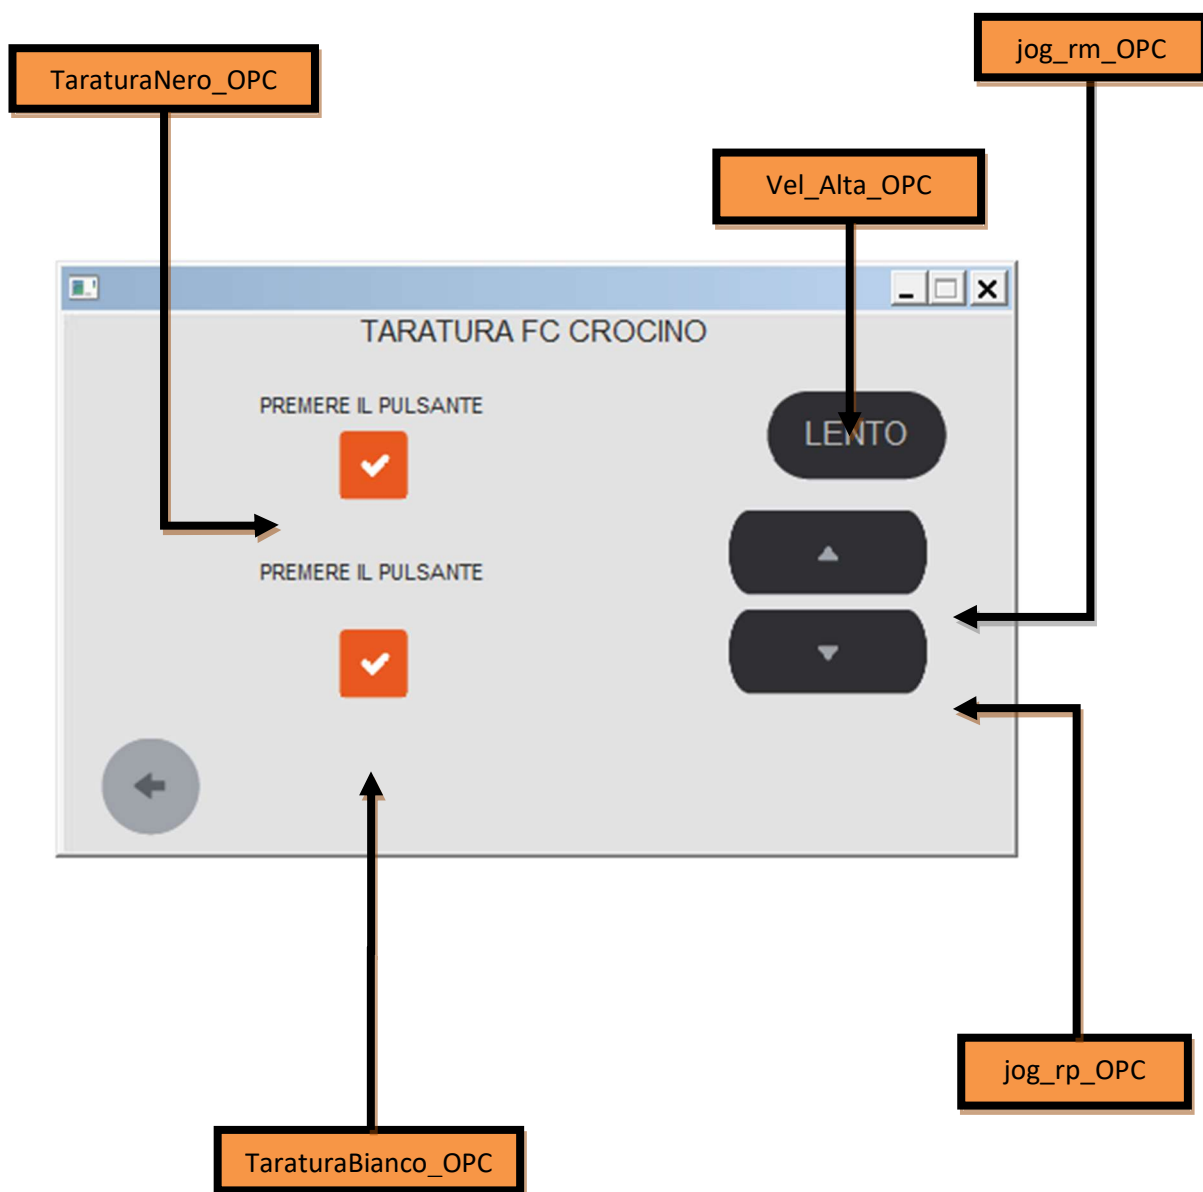 jog_rm_OPC
TaraturaNero_OPC
Vel_Alta_OPC
TARATURA FC CROCINO
PREMERE IL PULSANTE
LENTO
PREMERE IL PULSANTE
jog_rp_OPC
TaraturaBianco_OPC